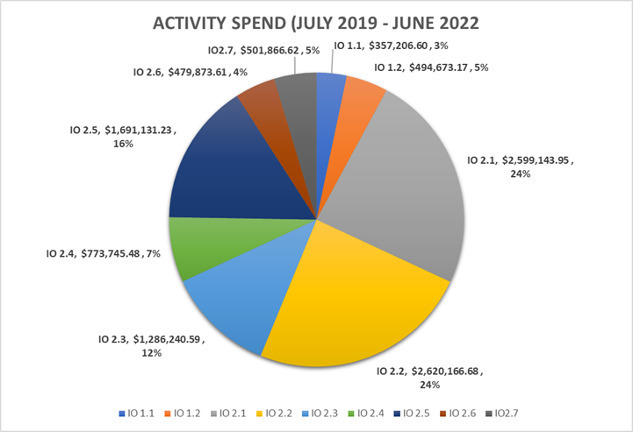 ACTIVITY SPEND (JULY 2019 - JUNE 2022
IO2.7, $501,866.62 , 5%
IO 1.1, $357,206.60 , 3%
IO 2.6, $479,873.61 , 4%
IO 1.2, $494,673.17 , 5%
IO 2.5, $1,691,131.23 ,
16%
IO 2.1, $2,599,143.95 ,
24%
IO 2.4, $773,745.48 , 7%
IO 2.3, $1,286,240.59 ,
12%
IO 2.2, $2,620,166.68 ,
24%
IO 1.1 IO 1.2 IO 2.1 IO 2.2 IO 2.3 IO 2.4 IO 2.5 IO 2.6 IO2.7